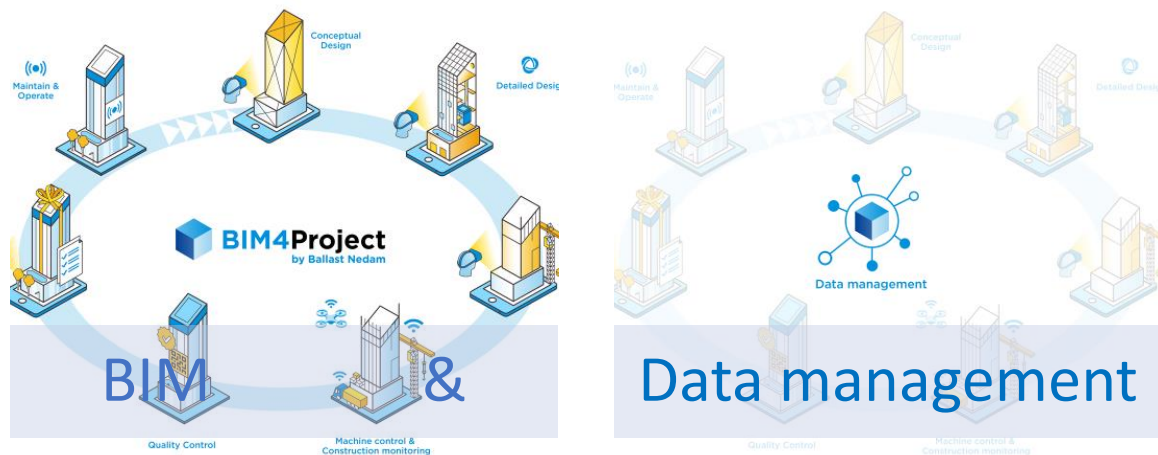 Conceptual
Design
Maintain &
Operate
Detailed Desig
BIM4Project
by Ballast Nedam
BIM &
Quality Control
Machine control &
Construction monitoring
Conceptual
Design
Maintain &
Operate
Detailed Desig
Data management
Data management
Quality Control
Machine control &
Construction monitoring